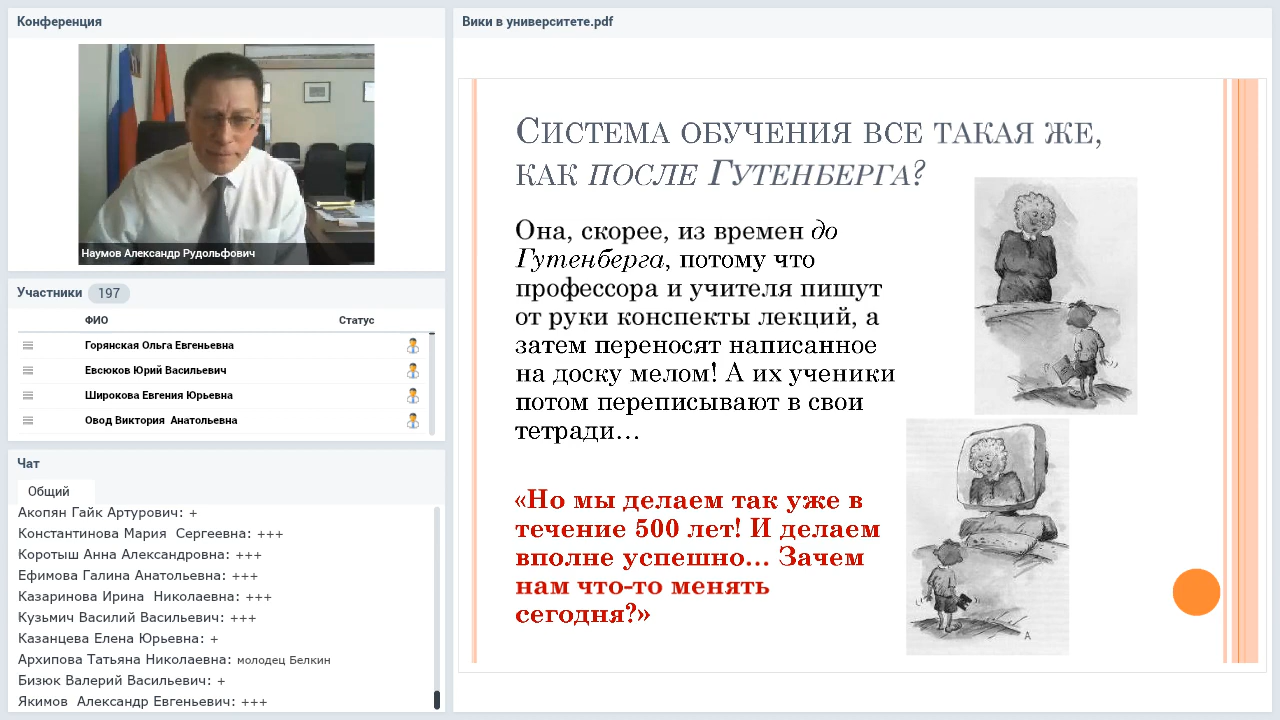 Конференция
Наумов Александр Рудольфович
Участники 197
ФИО Статус
Горянская Ольга Евгеньевна
Евсюков Юрий Васильевич
Широкова Евгения Юрьевна
Овод Виктория  Анатольевна
Чат
Общий
Акопян Гайк Артурович: +
Константинова Мария  Сергеевна: +++
Коротыш Анна Александровна: +++
Ефимова Галина Анатольевна: +++
Казаринова Ирина  Николаевна: +++
Кузьмич Василий Васильевич: +++
Казанцева Елена Юрьевна: +
Архипова Татьяна Николаевна: молодец Белкин
Бизюк Валерий Васильевич: +
Якимов  Александр Евгеньевич: +++
Вики в университете.pdf
Система обучения все такая же,
как после Гутенберга?
Она, скорее, из времен до
Гутенберга, потому что
профессора и учителя пишут
от руки конспекты лекций, а
затем переносят написанное
на доску мелом! А их ученики
потом переписывают в свои
тетради…
«Но мы делаем так уже в
течение 500 лет! И делаем
вполне успешно… Зачем
нам что-то менять
сегодня?»
А